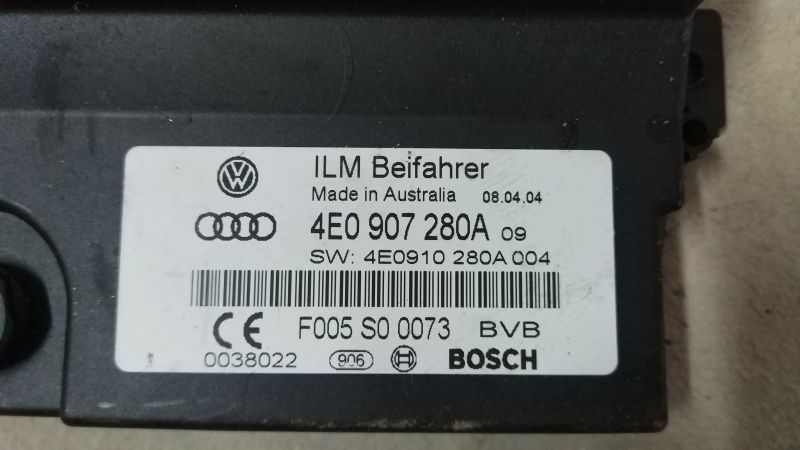 ILM Beifahrer
Made in Australia 08.04.04
4E0 907 280A 09
SW: 4E0910 280A 004
CE F005 S0 0073 BVB
0038022 906 BOSCH